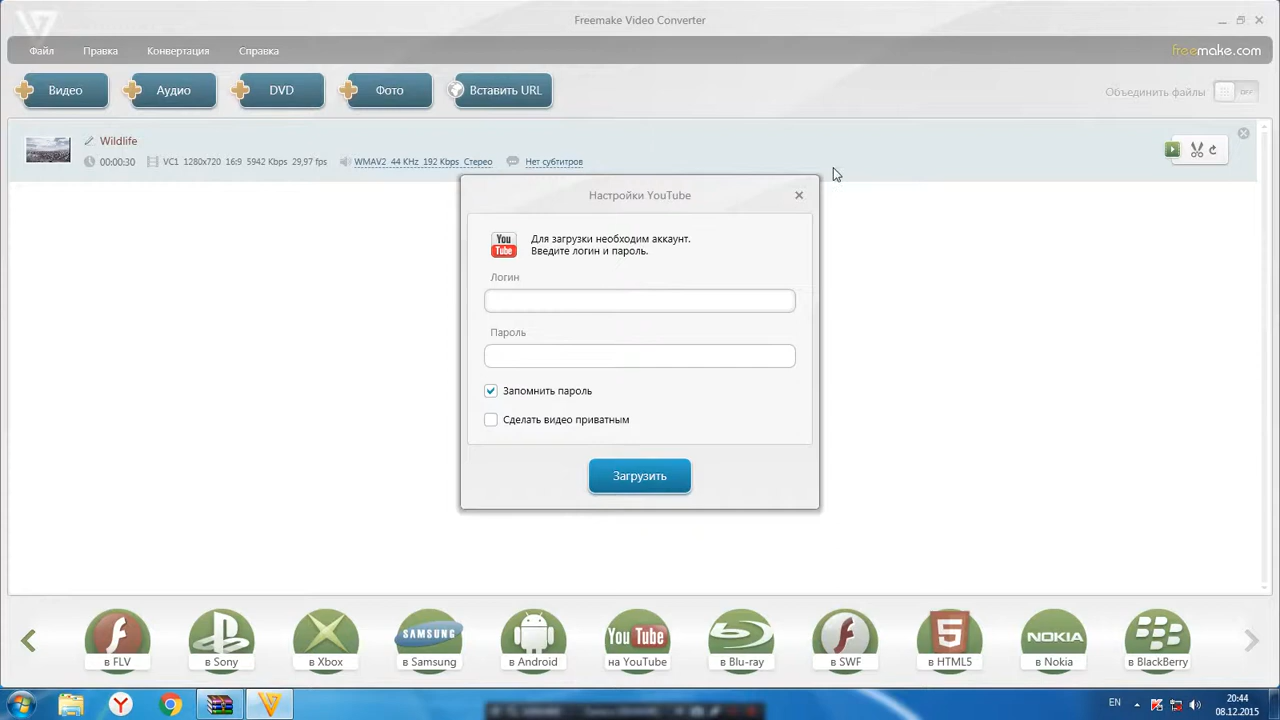 Freemake Video Converter
Файл Правка Конвертация Справка
freemake.com
Видео Аудио DVD Фото Вставить URL
Объединить файлы OFF
Wildlife
00:00:30 VC1 1280x720 16:9 5942 Kbps 29,97 fps WMAV2 44 KHz 192 Kbps Стерео Нет субтитров
Настройки YouTube
You Tube
Для загрузки необходим аккаунт.
Введите логин и пароль.
Логин
Пароль
Запомнить пароль
Сделать видео приватным
Загрузить
SAMSUNG You Tube Blu-ray 5 NOKIA
в FLV в Sony в Xbox в Samsung в Android на YouTube в Blu-ray в SWF в HTML5 в Nokia в BlackBerry
EN 20:44
08.12.2015